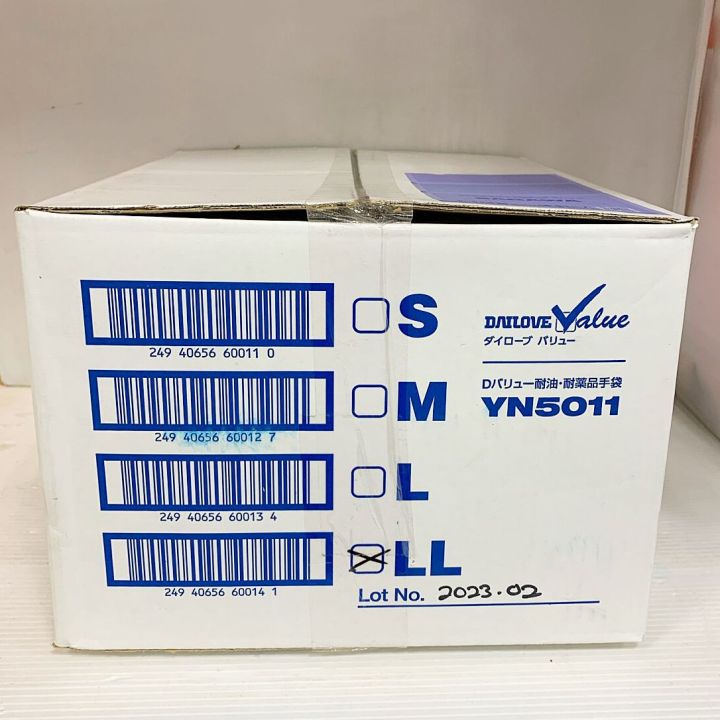 249 40656 60011 0
S
249 40656 60012 7
M
249 40656 60013 4
L
249 40656 60014 1
LL
Lot No. 2023.02
DAILOVE Value
ダイローブ バリュー
Dバリュー耐油・耐薬品手袋
YN5011